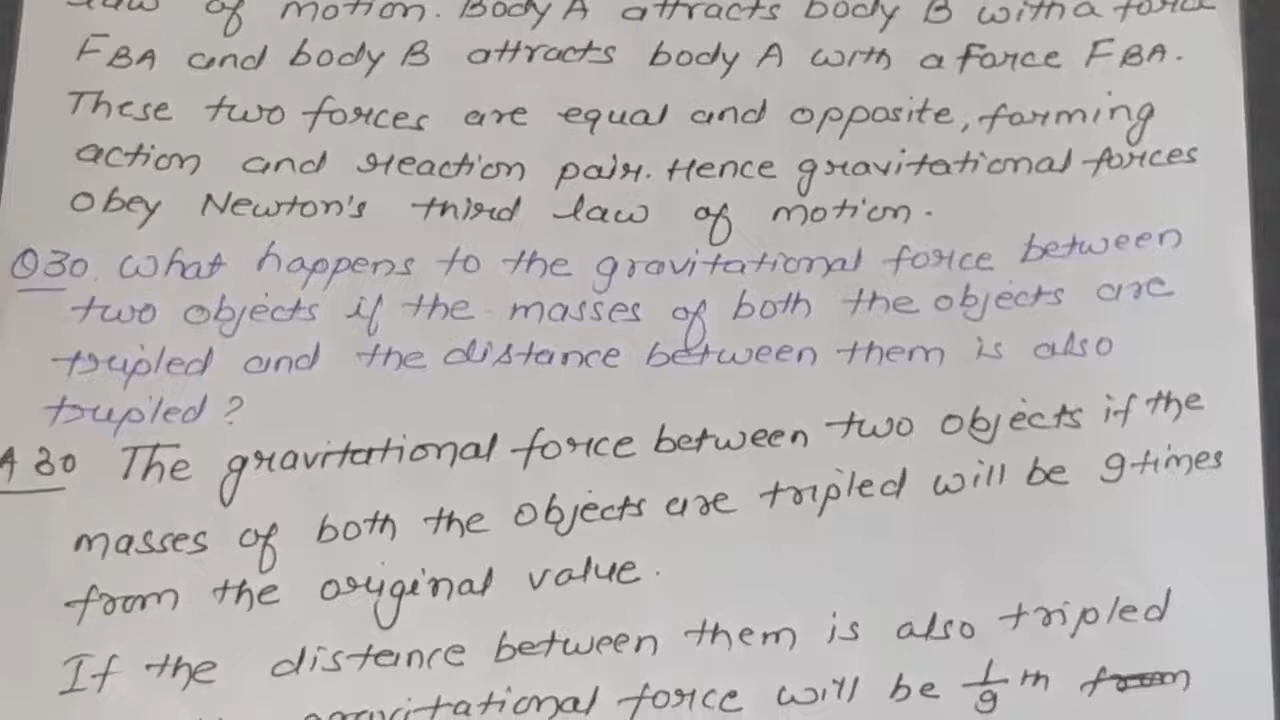 law of motion. Body A attracts body B with a force
FBA and body B attracts body A with a force FBA.
These two forces are equal and opposite, forming
action and reaction pair. Hence gravitational forces
obey Newton's third law of motion.
Q30. What happens to the gravitational force between
two objects if the masses of both the objects are
tripled and the distance between them is also
tripled?
A 30 The gravitational force between two objects if the
masses of both the objects are tripled will be 9 times
from the original value.
If the distance between them is also tripled
gravitational force will be 1/9 th from